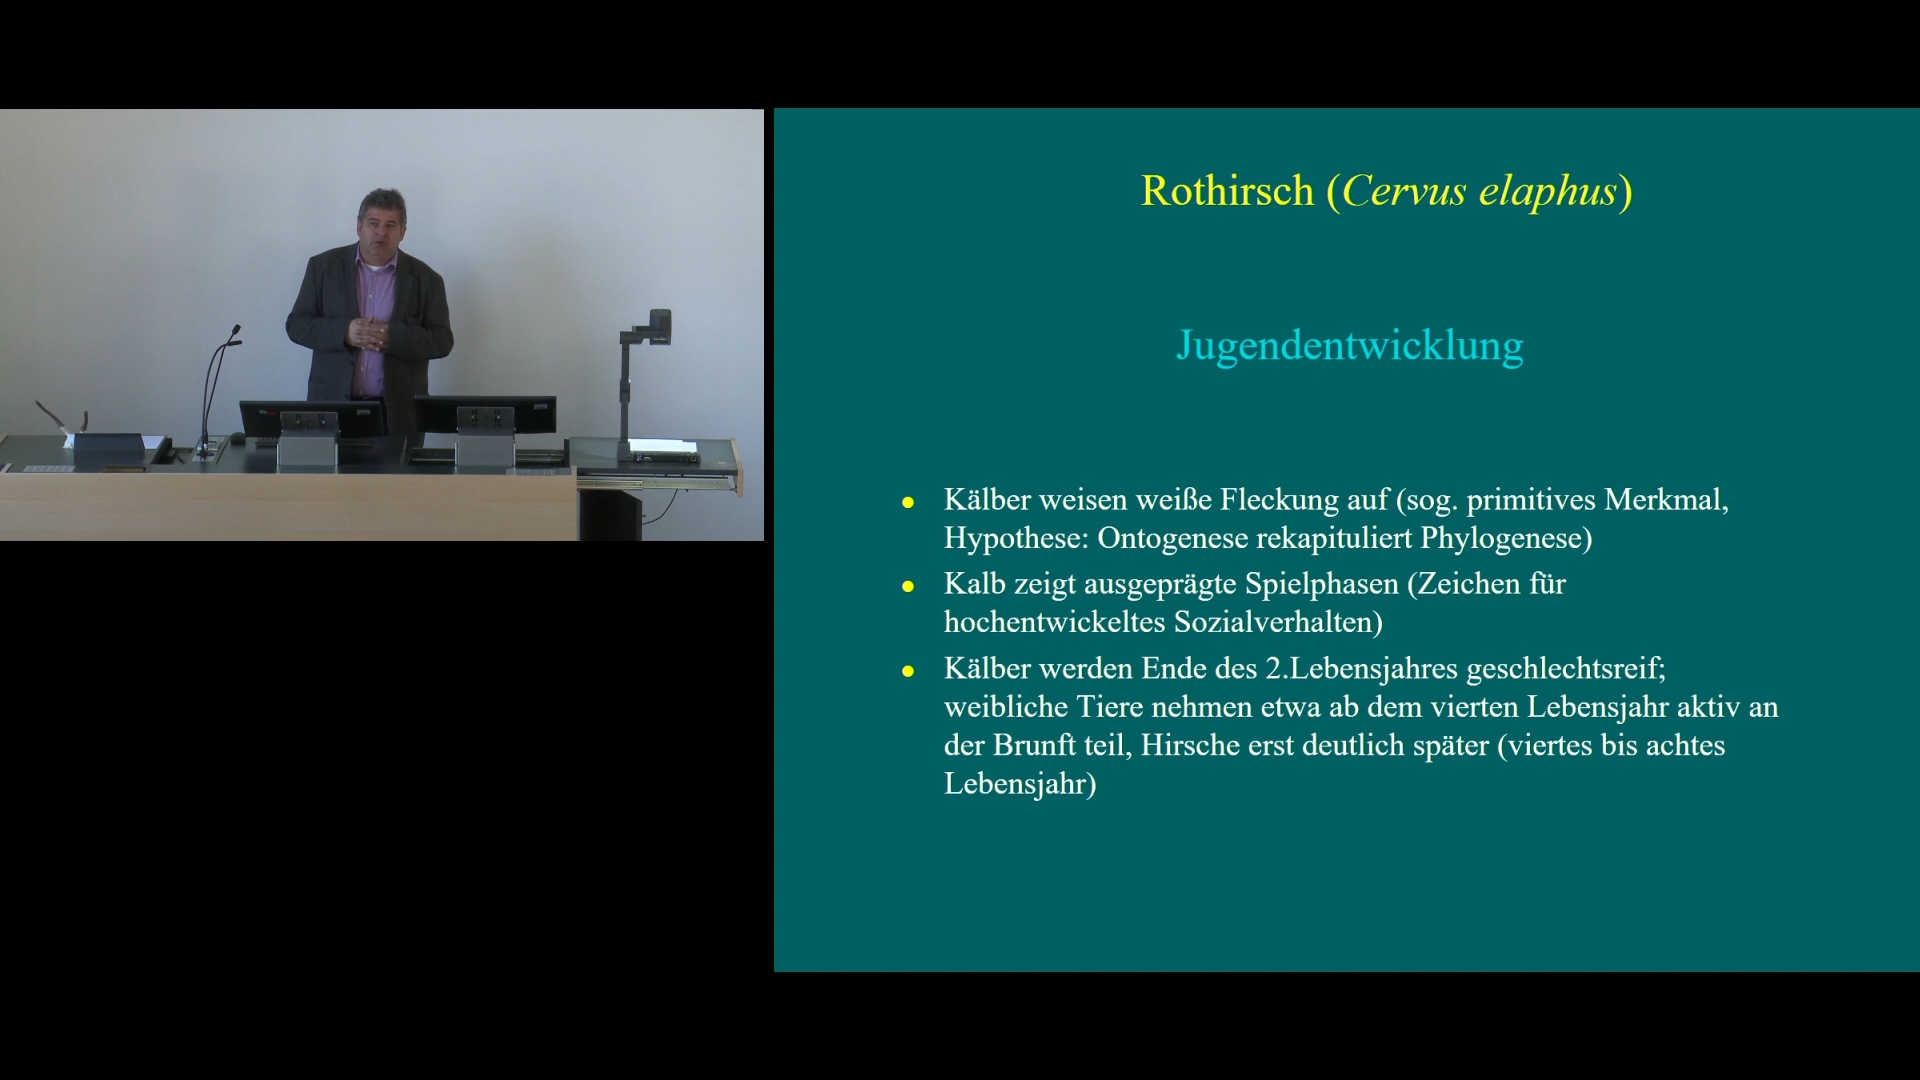 Rothirsch (Cervus elaphus)
Jugendentwicklung
Kälber weisen weiße Fleckung auf (sog. primitives Merkmal,
Hypothese: Ontogenese rekapituliert Phylogenese)
Kalb zeigt ausgeprägte Spielphasen (Zeichen für
hochentwickeltes Sozialverhalten)
Kälber werden Ende des 2.Lebensjahres geschlechtsreif;
weibliche Tiere nehmen etwa ab dem vierten Lebensjahr aktiv an
der Brunft teil, Hirsche erst deutlich später (viertes bis achtes
Lebensjahr)